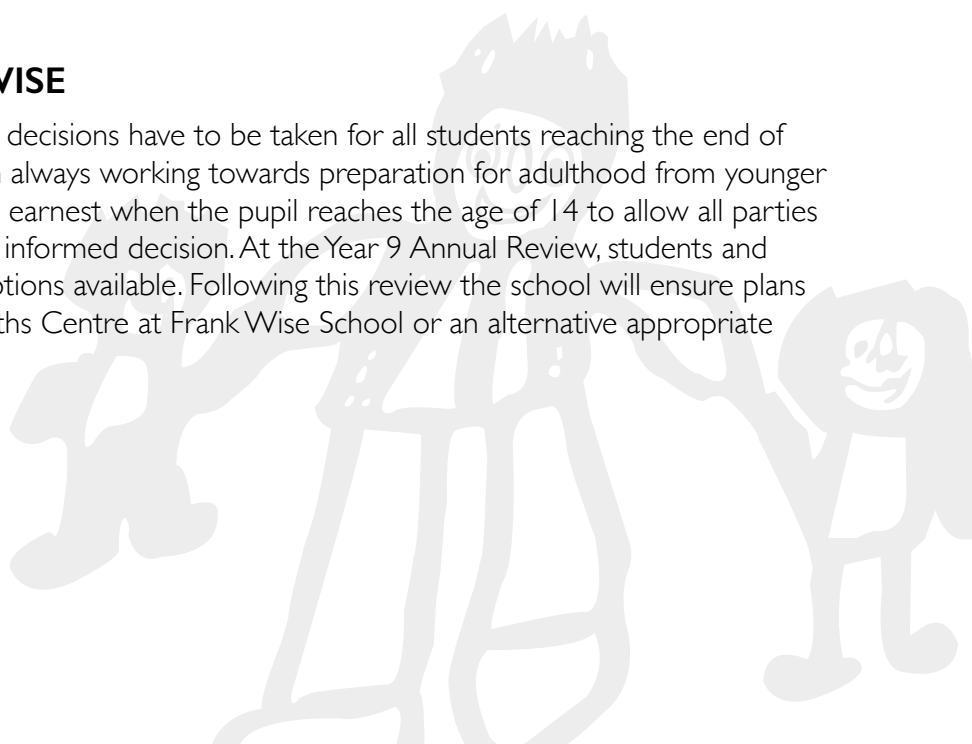 WISE
decisions have to be taken for all students reaching the end of
always working towards preparation for adulthood from younger
earnest when the pupil reaches the age of 14 to allow all parties
informed decision. At the Year 9 Annual Review, students and
options available. Following this review the school will ensure plans
Centre at Frank Wise School or an alternative appropriate